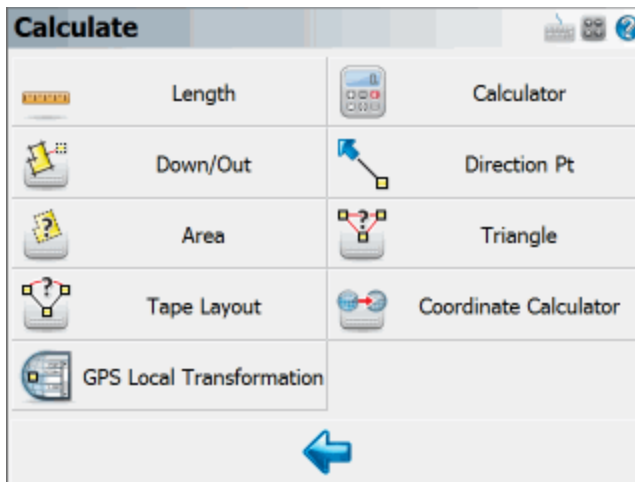 Calculate
Length
Calculator
Down/Out
Direction Pt
Area
Triangle
Tape Layout
Coordinate Calculator
GPS Local Transformation